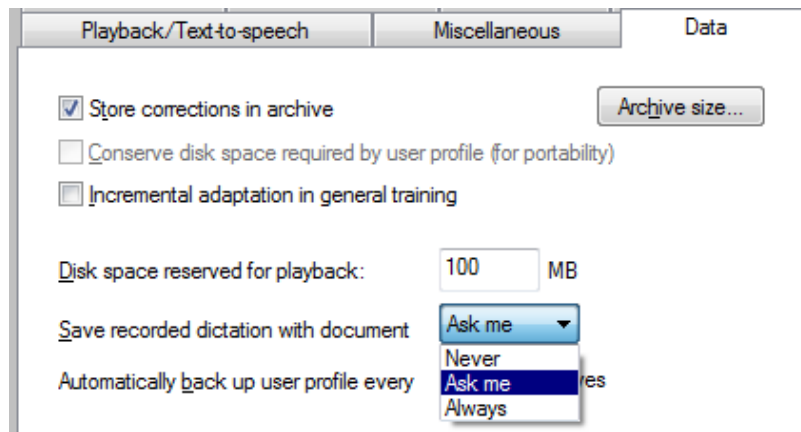 Playback/Text-to-speech Miscellaneous Data
Store corrections in archive Archive size...
Conserve disk space required by user profile (for portability)
Incremental adaptation in general training
Disk space reserved for playback: 100 MB
Save recorded dictation with document Ask me
Never
Automatically back up user profile every Ask me
Always